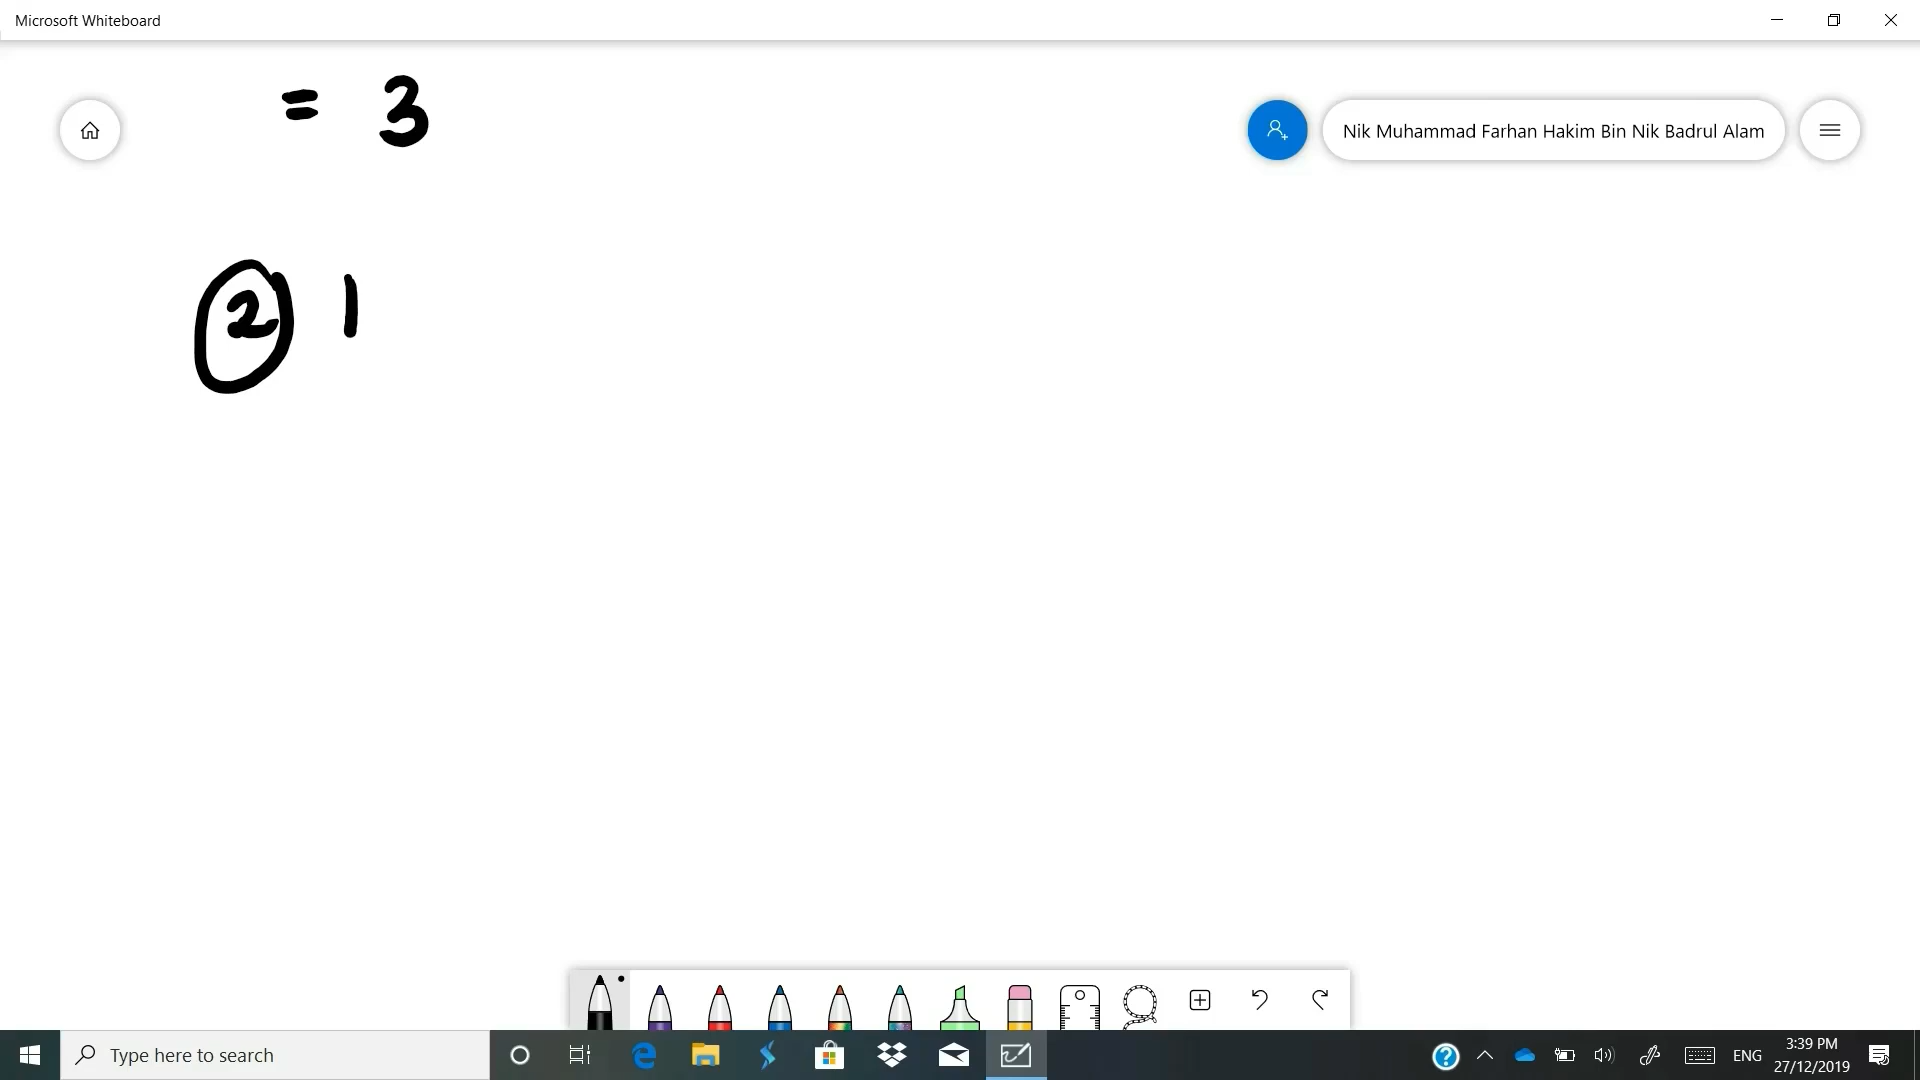 Microsoft Whiteboard
= 3
Nik Muhammad Farhan Hakim Bin Nik Badrul Alam
2 1
Type here to search
ENG
3:39 PM
27/12/2019